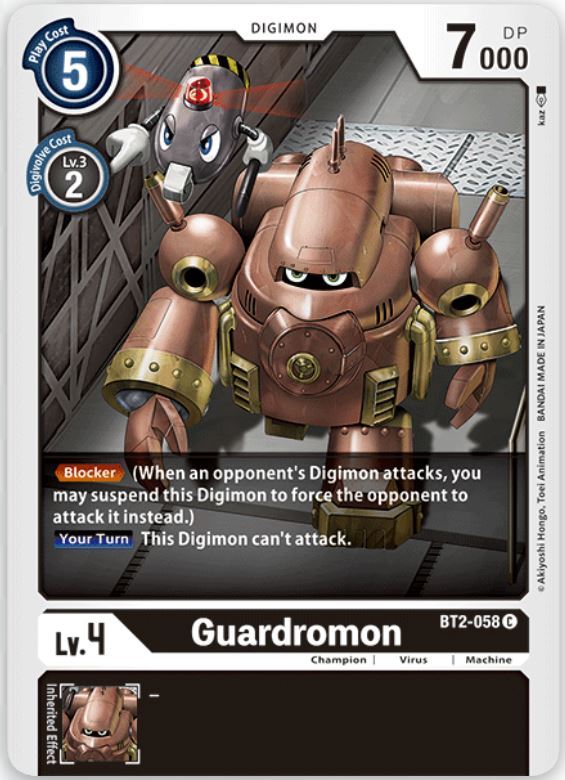 DIGIMON
Play Cost
5
7000
DP
Digivolve Cost
Lv.3
2
kaz
Blocker (When an opponent's Digimon attacks, you
may suspend this Digimon to force the opponent to
attack it instead.)
Your Turn This Digimon can't attack.
© Akiyoshi Hongo, Toei Animation BANDAI MADE IN JAPAN
Lv.4
Guardromon
BT2-058 C
Champion | Virus | Machine
Inherited Effect
–